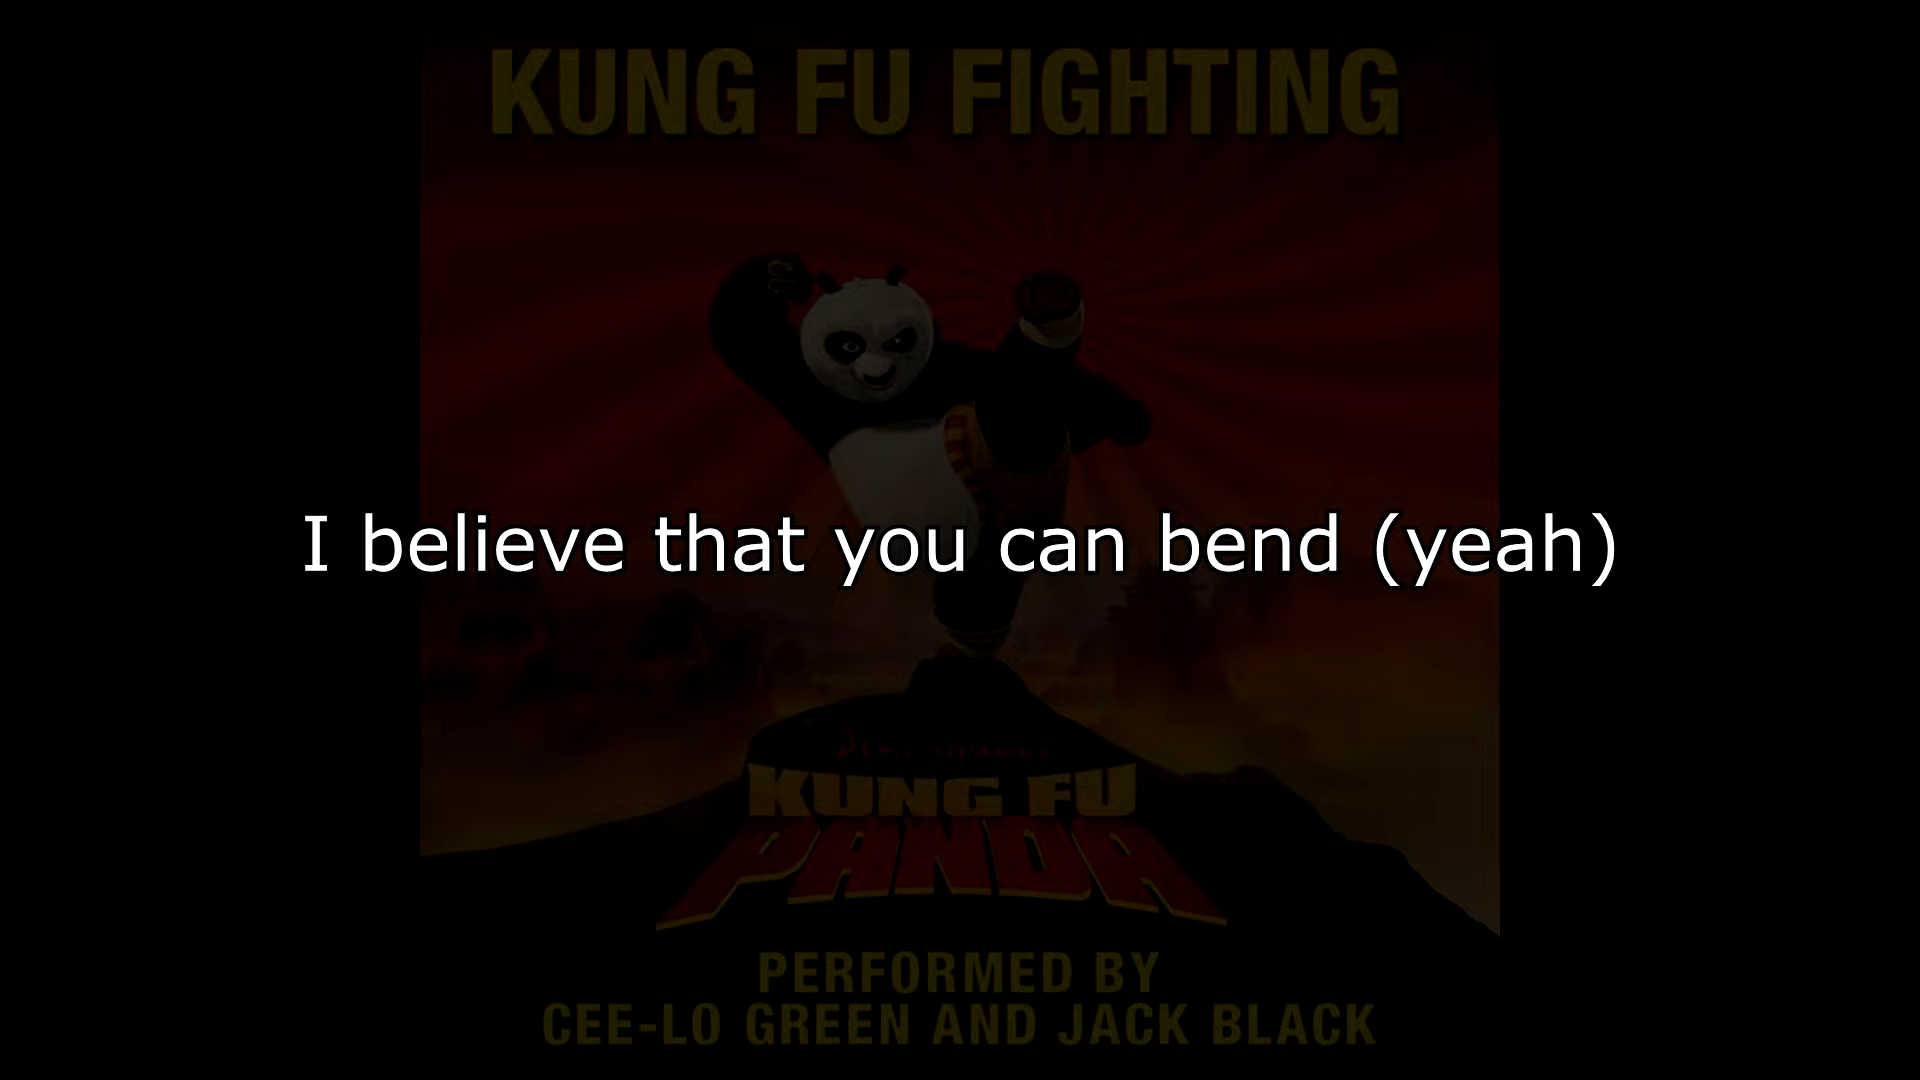 KUNG FU FIGHTING
I believe that you can bend (yeah)
DREAMWORKS
KUNG FU
PANDA
PERFORMED BY
CEE-LO GREEN AND JACK BLACK